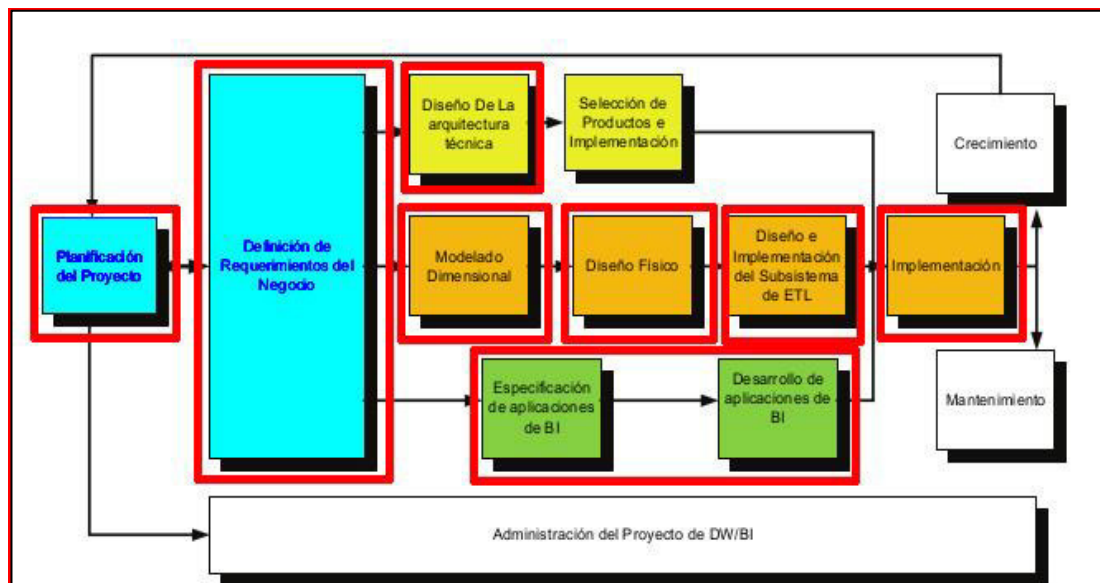 Diseño De La
arquitectura
técnica
Selección de
Productos e
Implementación
Crecimiento
Planificación
del Proyecto
Definición de
Requerimientos del
Negocio
Modelado
Dimensional
Diseño Físico
Diseño e
Implementación
del Subsistema
de ETL
Implementación
Especificación
de aplicaciones
de BI
Desarrollo de
aplicaciones de
BI
Mantenimiento
Administración del Proyecto de DW/BI